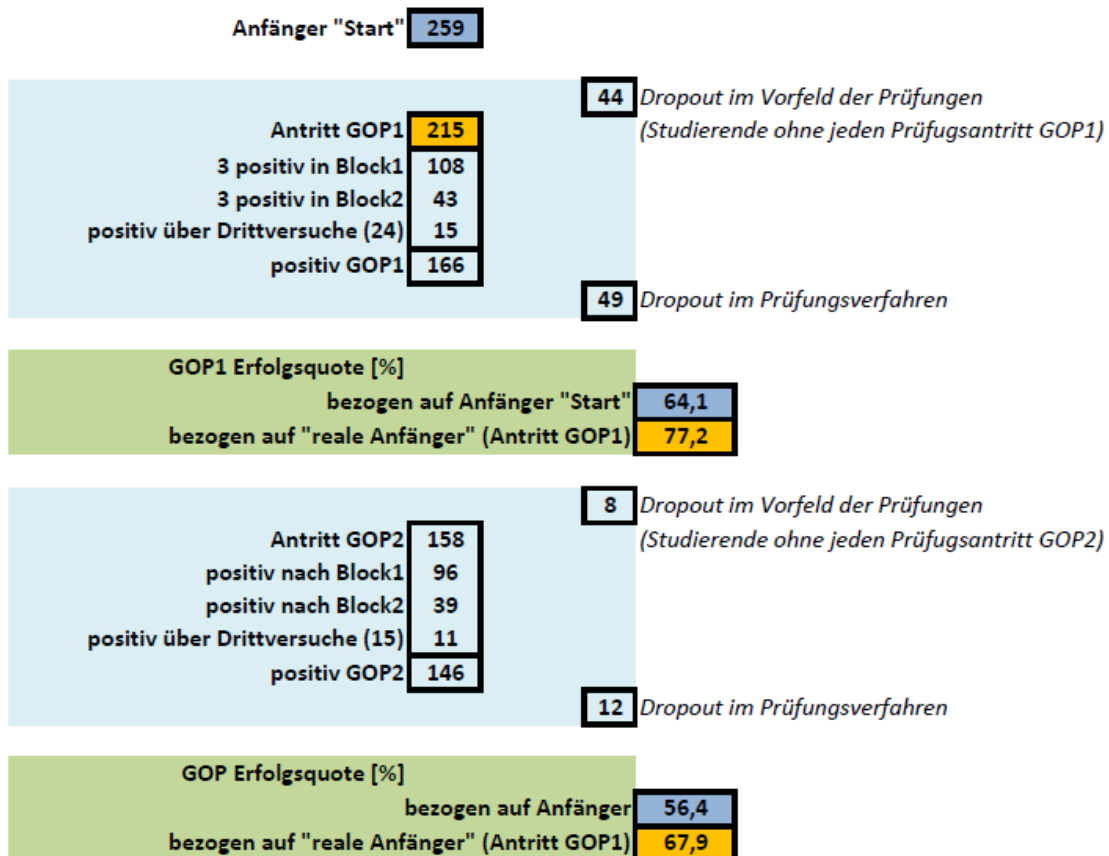 Anfänger "Start" 259
44 Dropout im Vorfeld der Prüfungen
Antritt GOP1 215 (Studierende ohne jeden Prüfugsantritt GOP1)
3 positiv in Block1 108
3 positiv in Block2 43
positiv über Drittversuche (24) 15
positiv GOP1 166
49 Dropout im Prüfungsverfahren
GOP1 Erfolgsquote [%]
bezogen auf Anfänger "Start" 64,1
bezogen auf "reale Anfänger" (Antritt GOP1) 77,2
8 Dropout im Vorfeld der Prüfungen
Antritt GOP2 158 (Studierende ohne jeden Prüfugsantritt GOP2)
positiv nach Block1 96
positiv nach Block2 39
positiv über Drittversuche (15) 11
positiv GOP2 146
12 Dropout im Prüfungsverfahren
GOP Erfolgsquote [%]
bezogen auf Anfänger 56,4
bezogen auf "reale Anfänger" (Antritt GOP1) 67,9